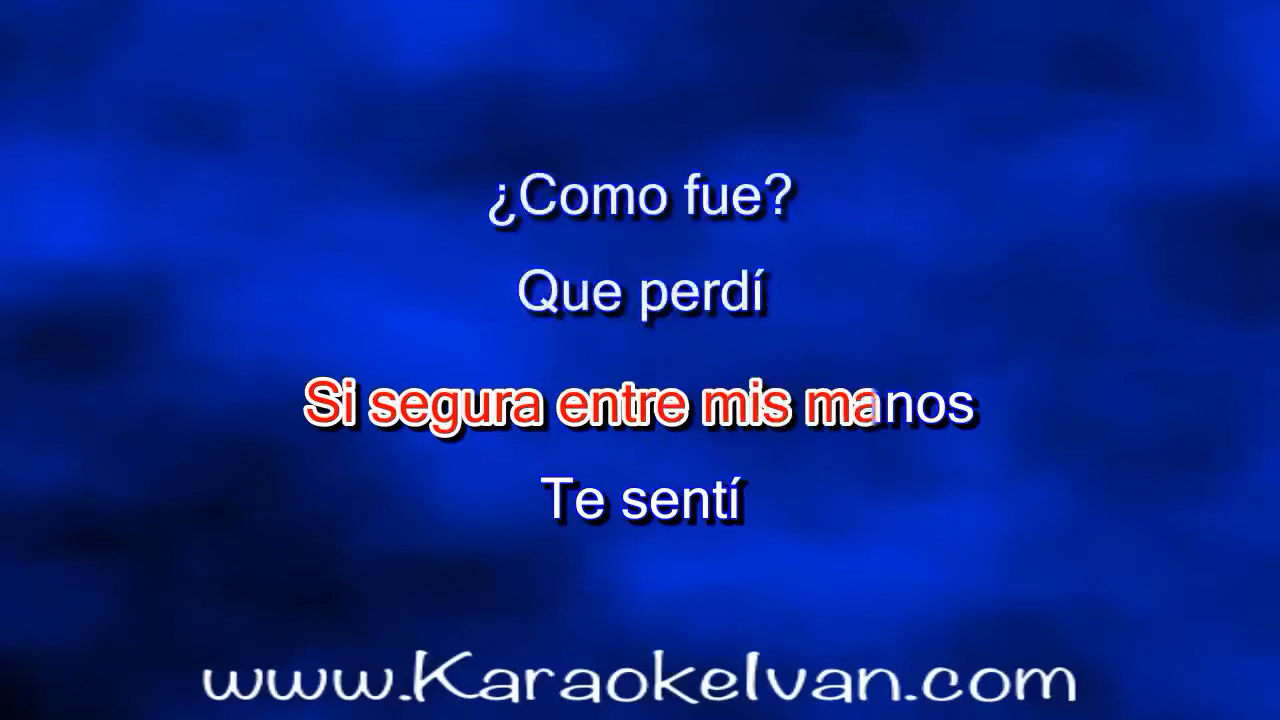 ¿Como fue?
Que perdí
Si segura entre mis manos
Te sentí
www.KaraokeIvan.com